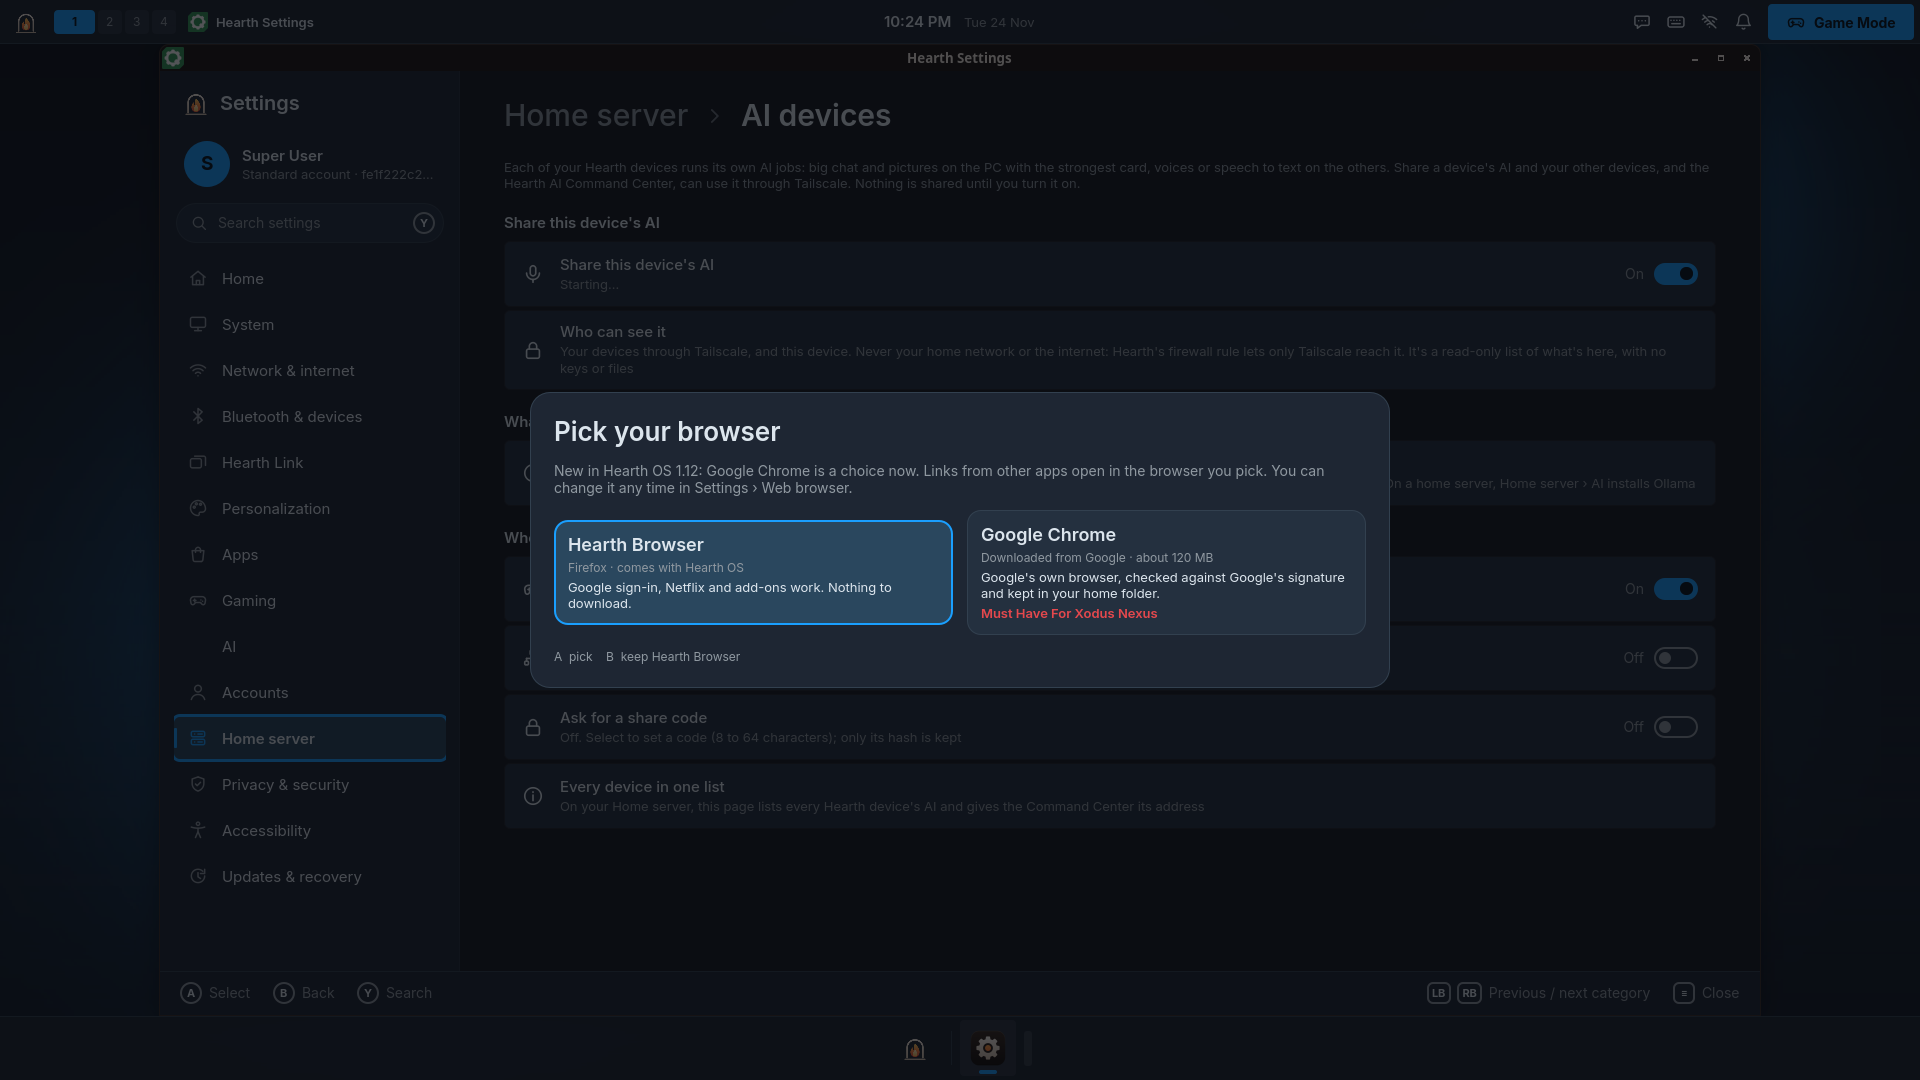 1 2 3 4 Hearth Settings
10:24 PM Tue 24 Nov
Game Mode
Hearth Settings
Settings
S
Super User
Standard account · fe1f222c2...
Search settings Y
Home
System
Network & internet
Bluetooth & devices
Hearth Link
Personalization
Apps
Gaming
AI
Accounts
Home server
Privacy & security
Accessibility
Updates & recovery
Home server › AI devices
Each of your Hearth devices runs its own AI jobs: big chat and pictures on the PC with the strongest card, voices or speech to text on the others. Share a device's AI and your other devices, and the
Hearth AI Command Center, can use it through Tailscale. Nothing is shared until you turn it on.
Share this device's AI
Share this device's AI
Starting...
On
Who can see it
Your devices through Tailscale, and this device. Never your home network or the internet: Hearth's firewall rule lets only Tailscale reach it. It's a read-only list of what's here, with no
keys or files
On a home server, Home server › AI installs Ollama
Pick your browser
New in Hearth OS 1.12: Google Chrome is a choice now. Links from other apps open in the browser you pick. You can
change it any time in Settings › Web browser.
Hearth Browser
Firefox · comes with Hearth OS
Google sign-in, Netflix and add-ons work. Nothing to
download.
Google Chrome
Downloaded from Google · about 120 MB
Google's own browser, checked against Google's signature
and kept in your home folder.
Must Have For Xodus Nexus
A pick B keep Hearth Browser
On
Off
Ask for a share code
Off. Select to set a code (8 to 64 characters); only its hash is kept
Off
Every device in one list
On your Home server, this page lists every Hearth device's AI and gives the Command Center its address
A Select B Back Y Search
LB RB Previous / next category ≡ Close